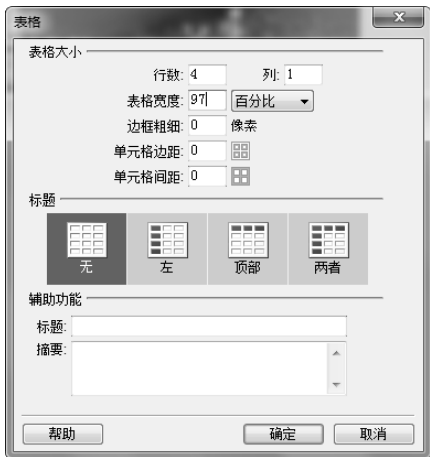 表格
表格大小
行数: 4 列: 1
表格宽度: 97 百分比
边框粗细: 0 像素
单元格边距: 0
单元格间距: 0
标题
无 左 顶部 两者
辅助功能
标题:
摘要:
帮助 确定 取消